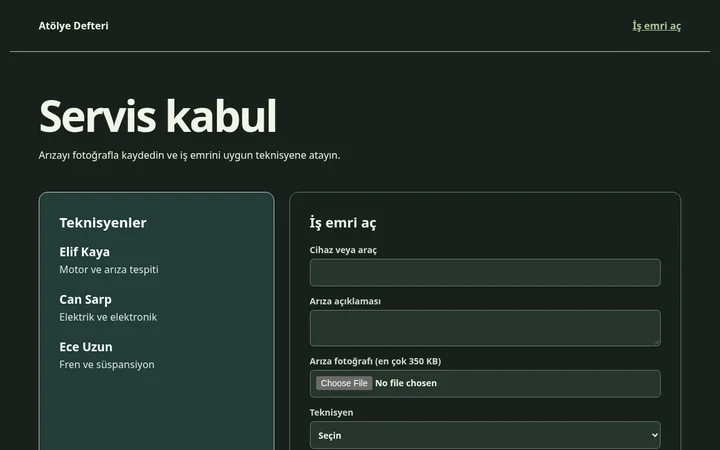 Atölye Defteri
İş emri aç
Servis kabul
Arızayı fotoğrafla kaydedin ve iş emrini uygun teknisyene atayın.
Teknisyenler
Elif Kaya
Motor ve arıza tespiti
Can Sarp
Elektrik ve elektronik
Ece Uzun
Fren ve süspansiyon
İş emri aç
Cihaz veya araç
Arıza açıklaması
Arıza fotoğrafı (en çok 350 KB)
Choose File No file chosen
Teknisyen
Seçin